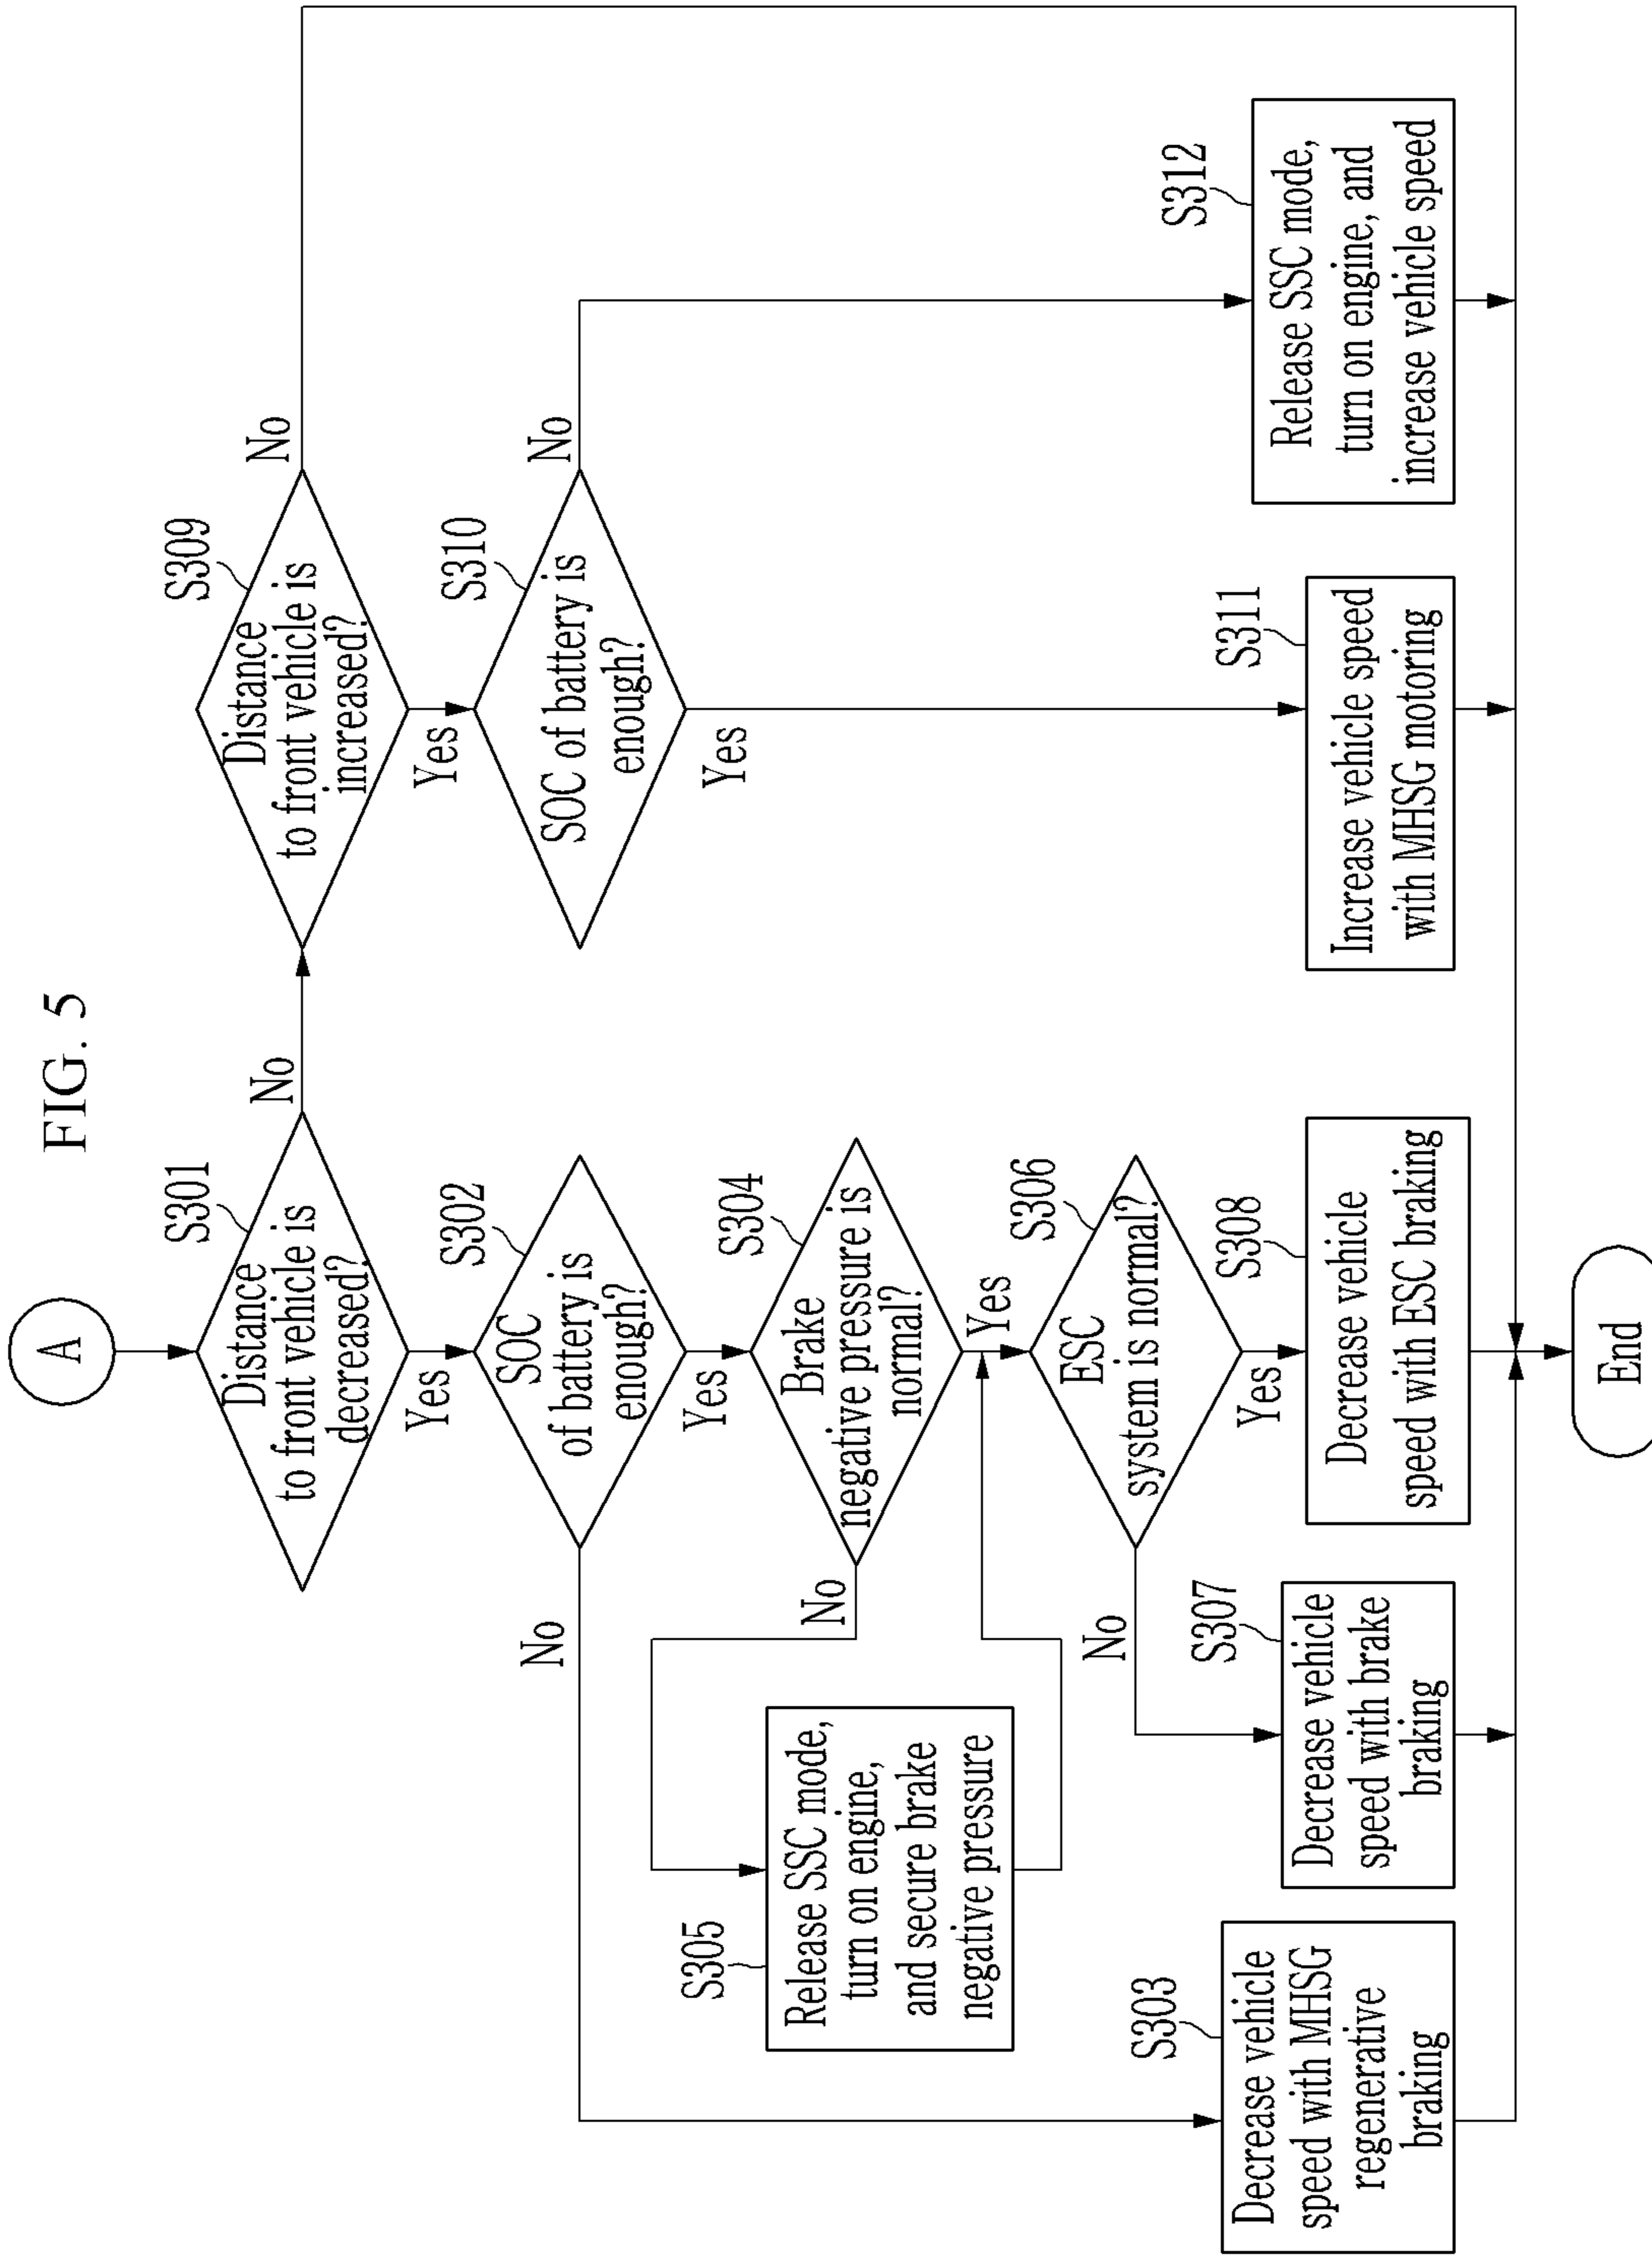 FIG. 5
A
S301
Distance
to front vehicle is
decreased?
No
Yes
S309
Distance
to front vehicle is
increased?
No
Yes
S302
SOC
of battery is
enough?
No
Yes
S310
SOC of battery is
enough?
No
Yes
S304
Brake
negative pressure is
normal?
No
Yes
S305
Release SSC mode,
turn on engine,
and secure brake
negative pressure
S306
ESC
system is normal?
No
Yes
S303
Decrease vehicle
speed with MHSG
regenerative
braking
S307
Decrease vehicle
speed with brake
braking
S308
Decrease vehicle
speed with ESC braking
S311
Increase vehicle speed
with MHSG motoring
S312
Release SSC mode,
turn on engine, and
increase vehicle speed
End